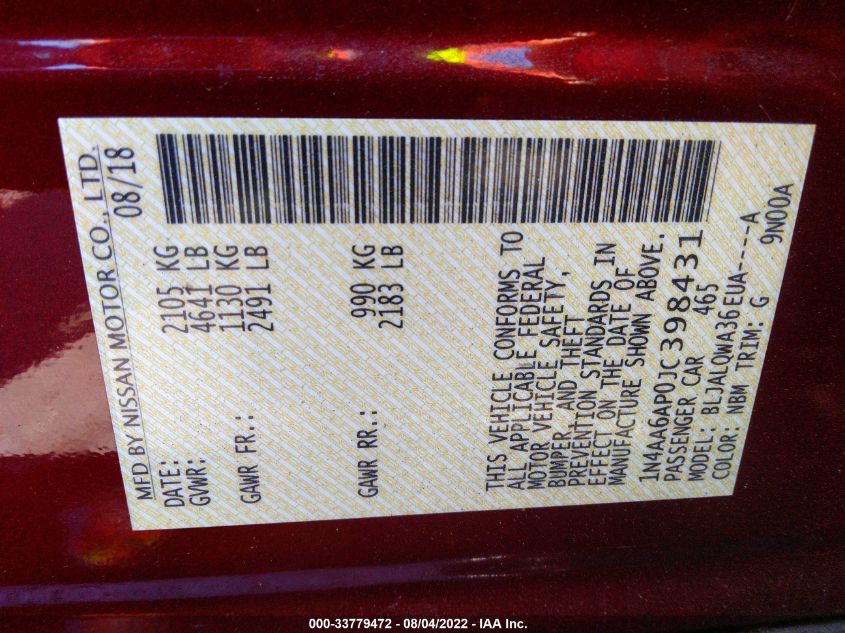 MFD BY NISSAN MOTOR CO., LTD.
DATE: 08/18
GVWR: 2105 KG
4641 LB
GAWR FR.: 1130 KG
2491 LB
GAWR RR.: 990 KG
2183 LB
THIS VEHICLE CONFORMS TO
ALL APPLICABLE FEDERAL
MOTOR VEHICLE SAFETY,
BUMPER, AND THEFT
PREVENTION STANDARDS IN
EFFECT ON THE DATE OF
MANUFACTURE SHOWN ABOVE.
1N4AA6AP0JC398431
PASSENGER CAR 465
MODEL: BLJALQWA36EUA----A
COLOR: NBM TRIM: G 9N00A
000-33779472 - 08/04/2022 - IAA Inc.